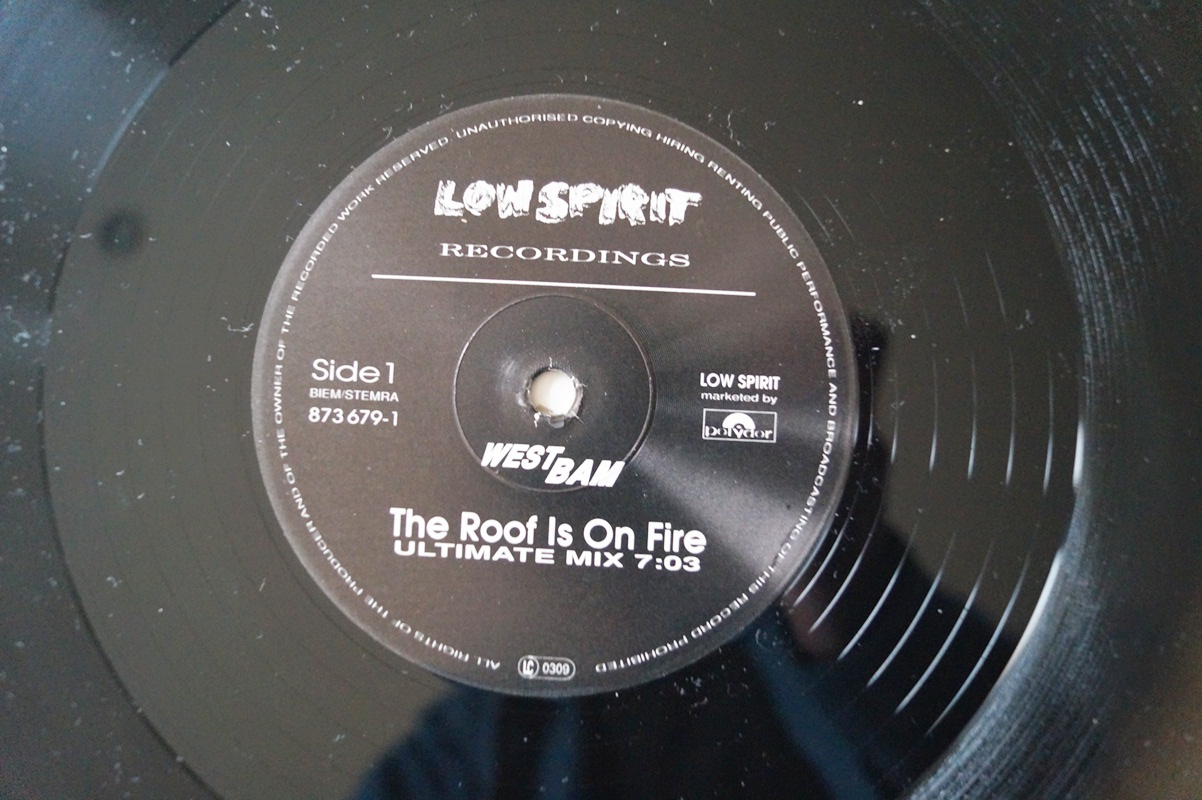 LOW SPIRIT
RECORDINGS
Side 1
BIEM/STEMRA
873 679-1
LOW SPIRIT
marketed by
polydor
WEST
BAM
The Roof Is On Fire
ULTIMATE MIX 7:03
ALL RIGHTS OF THE PRODUCER AND OF THE OWNER OF THE RECORDED WORK RESERVED UNAUTHORISED COPYING HIRING RENTING PUBLIC PERFORMANCE AND BROADCASTING OF THIS RECORD PROHIBITED
LC 0309